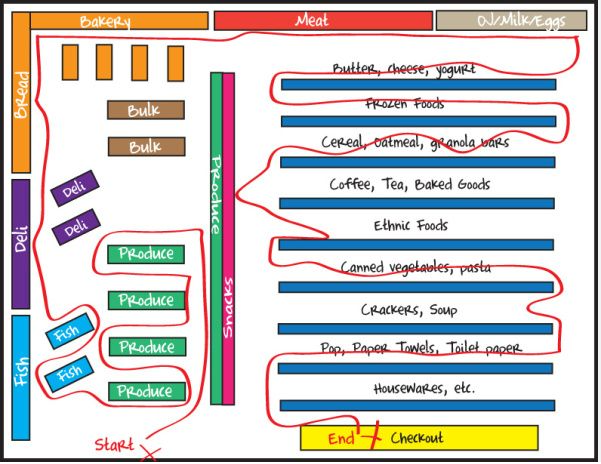 Bakery
Meat
OJ/Milk/Eggs
Bread
Butter, cheese, yogurt
Bulk
Frozen Foods
Bulk
Cereal, oatmeal, granola bars
Produce
Snacks
Deli
Deli
Deli
Coffee, Tea, Baked Goods
Ethnic Foods
Produce
Canned vegetables, pasta
Produce
Crackers, Soup
Fish
Fish
Fish
Produce
Pop, Paper Towels, Toilet paper
Produce
Housewares, etc.
Start
End
Checkout